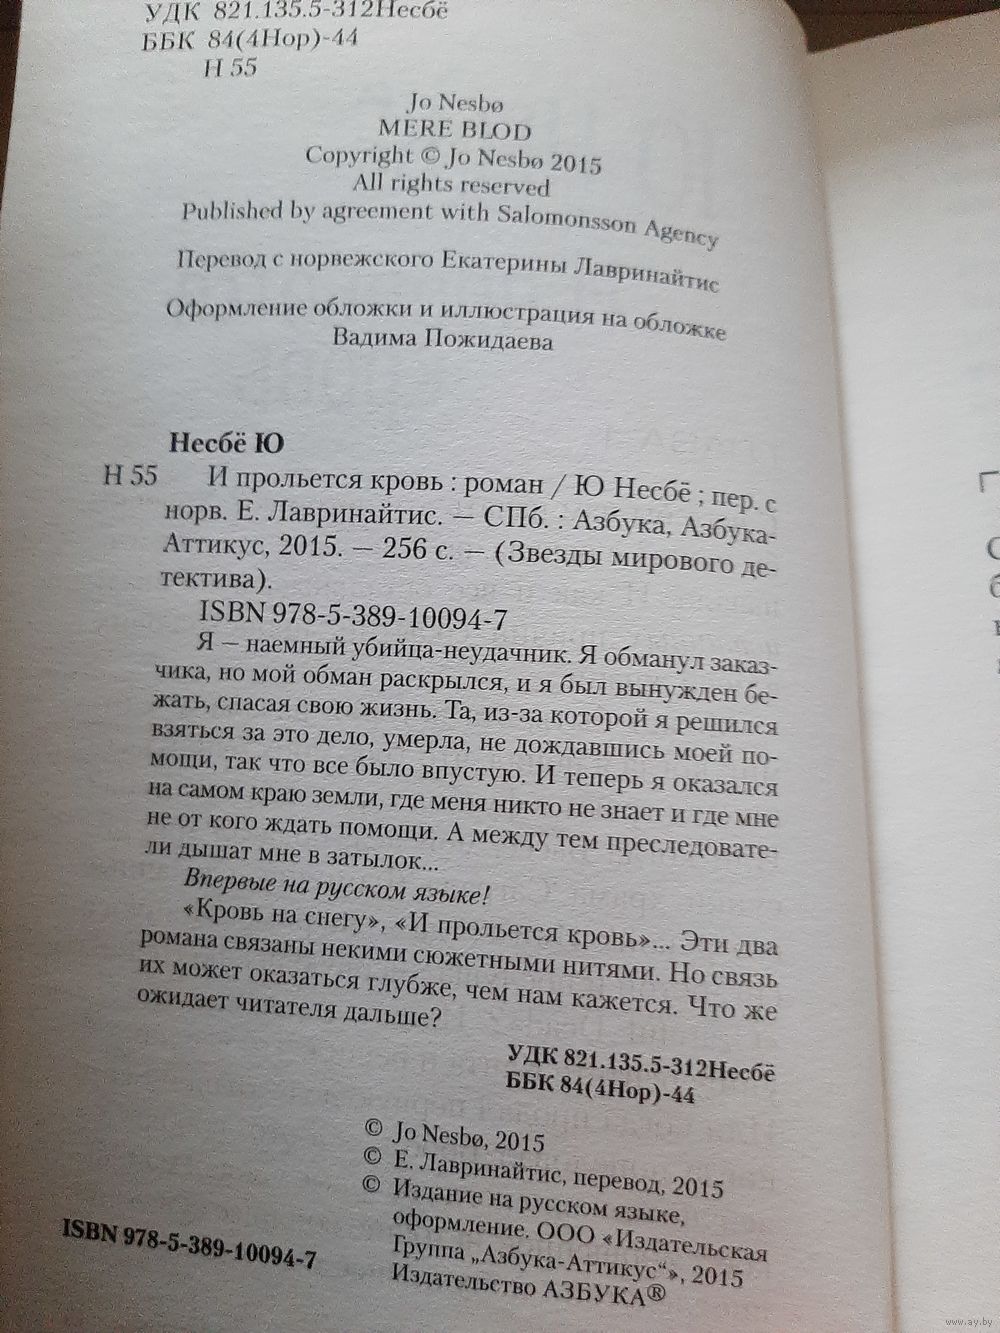 УДК 821.135.5-312Несбё
ББК 84(4Нор)-44
Н 55
Jo Nesbø
MERE BLOD
Copyright © Jo Nesbø 2015
All rights reserved
Published by agreement with Salomonsson Agency
Перевод с норвежского Екатерины Лавринайтис
Оформление обложки и иллюстрация на обложке
Вадима Пожидаева
Несбё Ю
Н 55 И прольется кровь : роман / Ю Несбё ; пер. с
норв. Е. Лавринайтис. — СПб. : Азбука, Азбука-
Аттикус, 2015. — 256 с. — (Звезды мирового де-
тектива).
ISBN 978-5-389-10094-7
Я — наемный убийца-неудачник. Я обманул заказ-
чика, но мой обман раскрылся, и я был вынужден бе-
жать, спасая свою жизнь. Та, из-за которой я решился
взяться за это дело, умерла, не дождавшись моей по-
мощи, так что все было впустую. И теперь я оказался
на самом краю земли, где меня никто не знает и где мне
не от кого ждать помощи. А между тем преследовате-
ли дышат мне в затылок...
Впервые на русском языке!
«Кровь на снегу», «И прольется кровь»... Эти два
романа связаны некими сюжетными нитями. Но связь
их может оказаться глубже, чем нам кажется. Что же
ожидает читателя дальше?
УДК 821.135.5-312Несбё
ББК 84(4Нор)-44
© Jo Nesbø, 2015
© Е. Лавринайтис, перевод, 2015
© Издание на русском языке,
оформление. ООО «Издательская
Группа „Азбука-Аттикус“», 2015
Издательство АЗБУКА®
ISBN 978-5-389-10094-7
www.ay.by